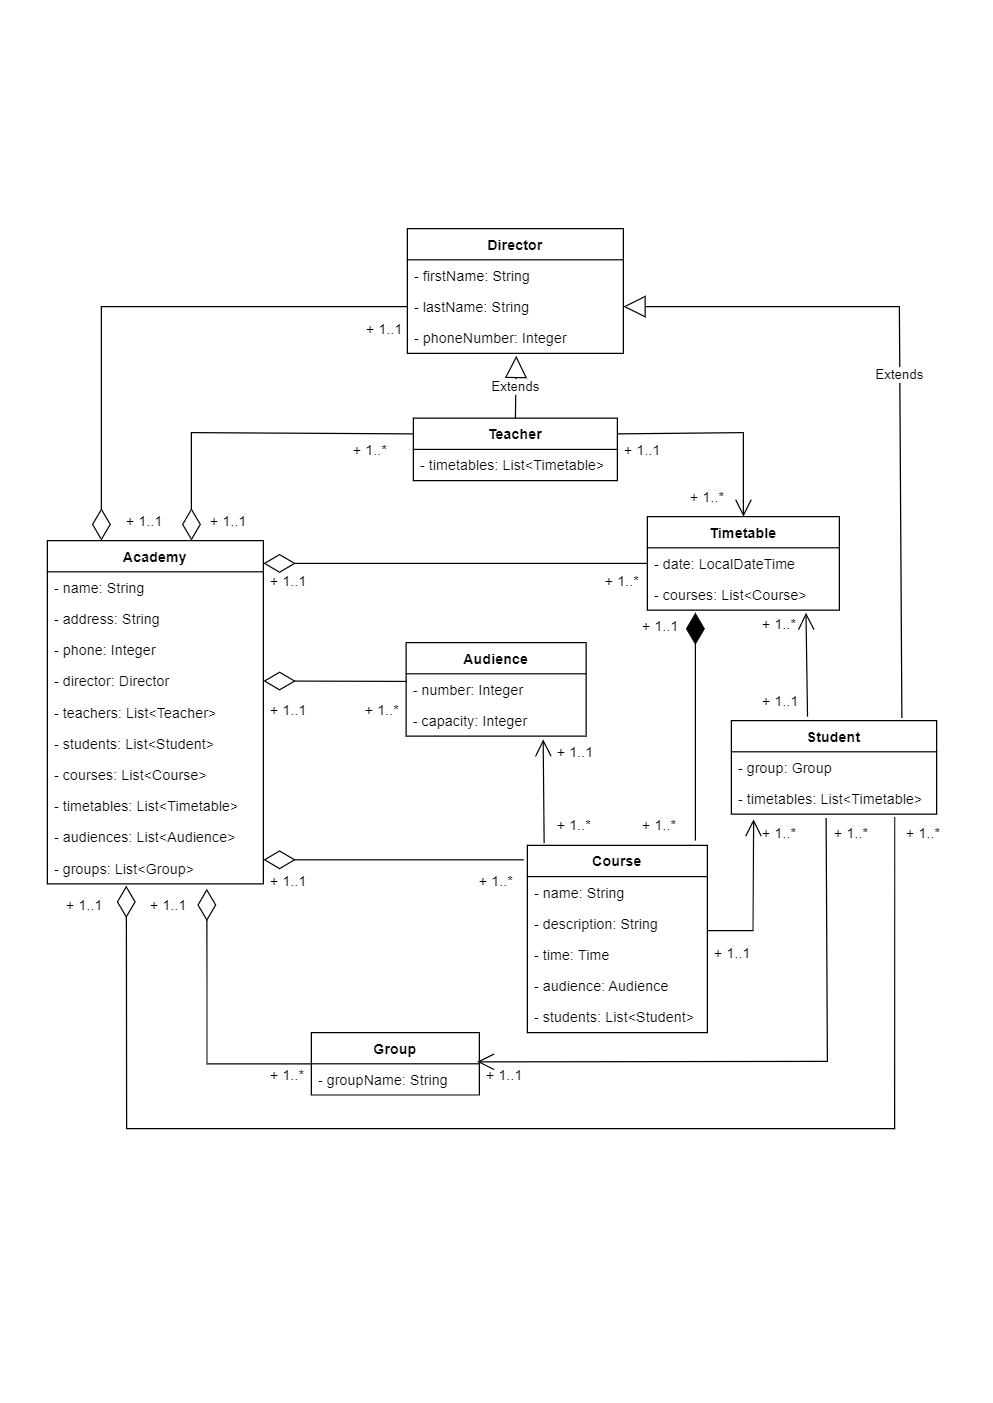 Director
- firstName: String
- lastName: String
- phoneNumber: Integer
+ 1..1
Extends
Extends
Teacher
- timetables: List<Timetable>
+ 1..*
+ 1..1
+ 1..*
+ 1..1
+ 1..1
Timetable
- date: LocalDateTime
- courses: List<Course>
Academy
- name: String
- address: String
- phone: Integer
- director: Director
- teachers: List<Teacher>
- students: List<Student>
- courses: List<Course>
- timetables: List<Timetable>
- audiences: List<Audience>
- groups: List<Group>
+ 1..1
+ 1..*
+ 1..1
+ 1..*
Audience
- number: Integer
- capacity: Integer
+ 1..1
+ 1..*
+ 1..1
+ 1..1
Student
- group: Group
- timetables: List<Timetable>
+ 1..*
+ 1..*
+ 1..*
+ 1..*
+ 1..*
Course
- name: String
- description: String
- time: Time
- audience: Audience
- students: List<Student>
+ 1..1
+ 1..*
+ 1..1
+ 1..1
+ 1..1
Group
- groupName: String
+ 1..*
+ 1..1